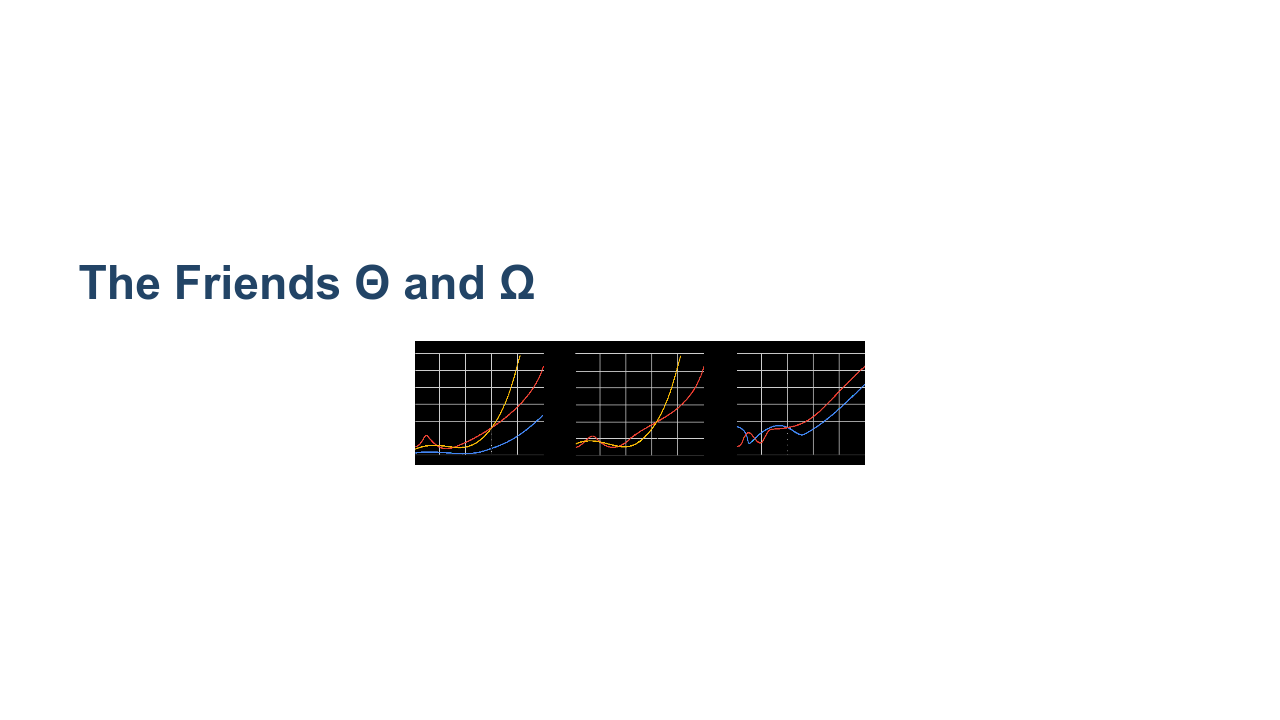 The Friends Θ and Ω